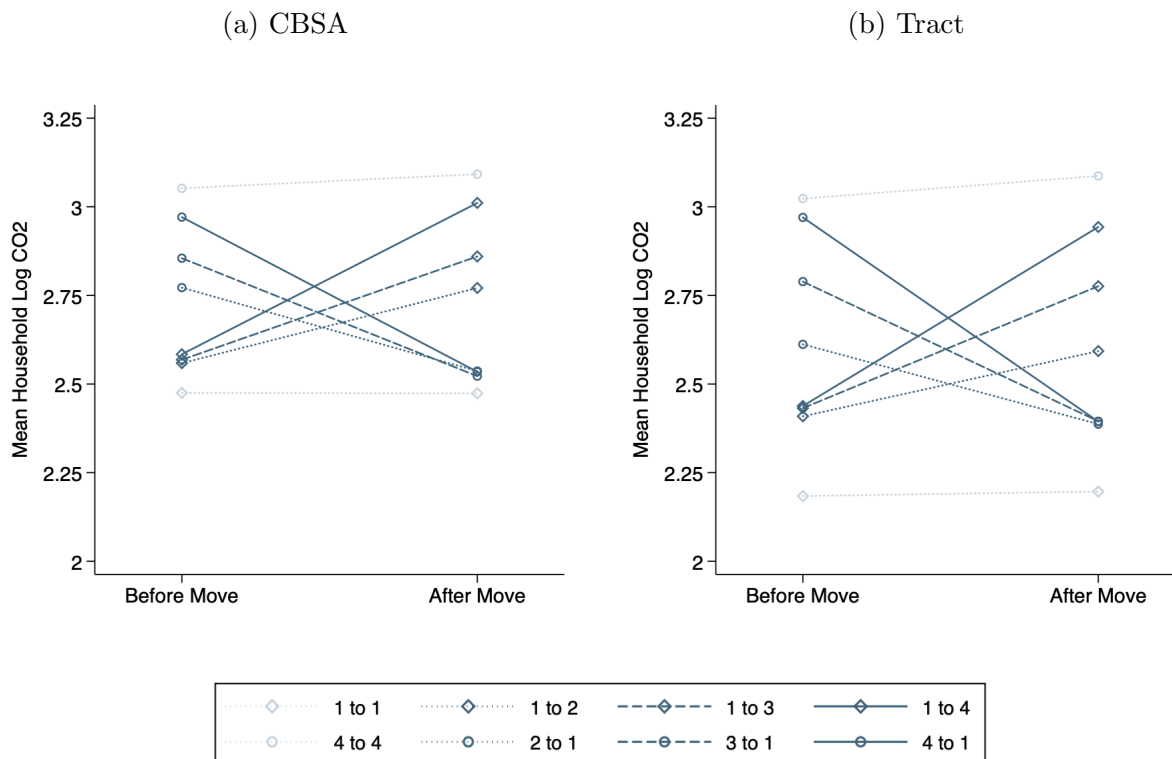 (a) CBSA
(b) Tract
Mean Household Log CO2
3.25
3
2.75
2.5
2.25
2
Before Move
After Move
Mean Household Log CO2
3.25
3
2.75
2.5
2.25
2
Before Move
After Move
1 to 1
1 to 2
1 to 3
1 to 4
4 to 4
2 to 1
3 to 1
4 to 1